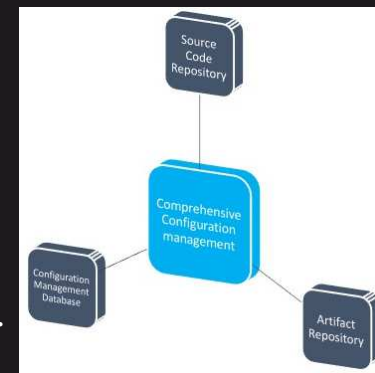 Source
Code
Repository
Comprehensive
Configuration
management
Configuration
Management
Database
Artifact
Repository